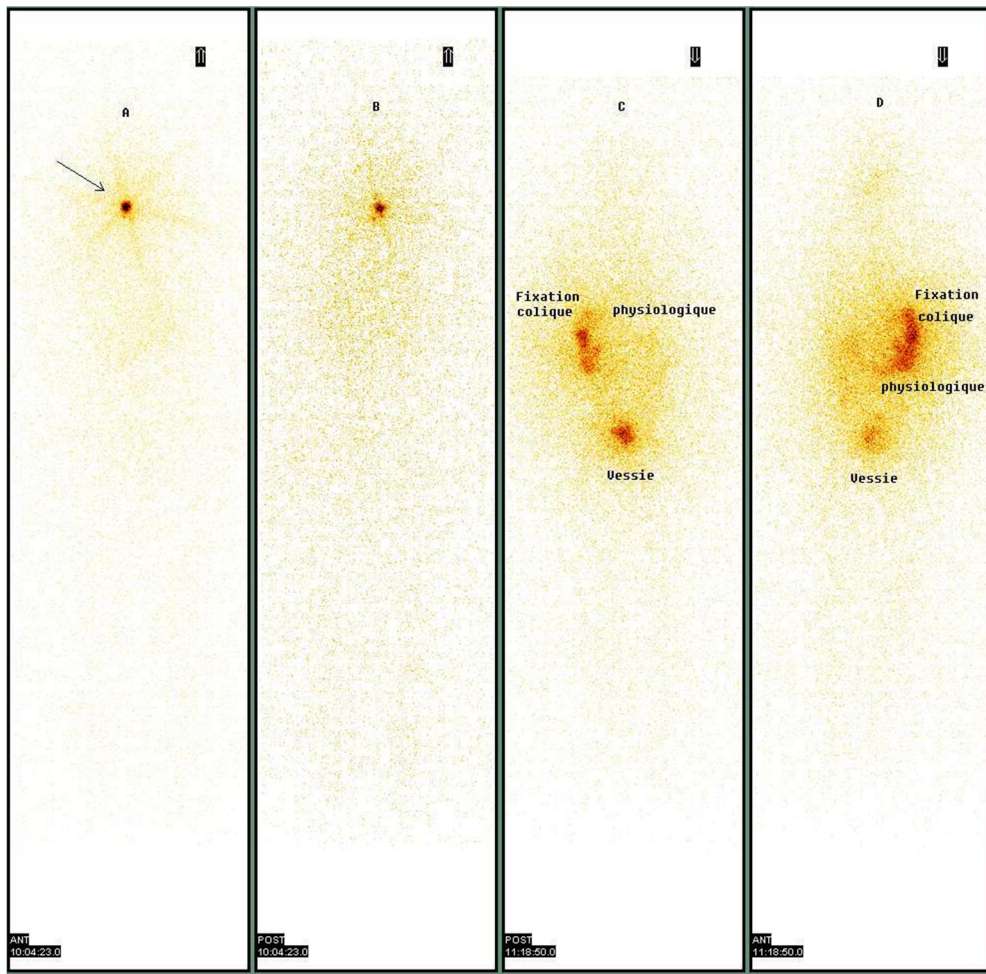 A
B
C
D
Fixation
colique
physiologique
Vessie
Fixation
colique
physiologique
Vessie
ANT
10:04:23.0
POST
10:04:23.0
POST
11:18:50.0
ANT
11:18:50.0